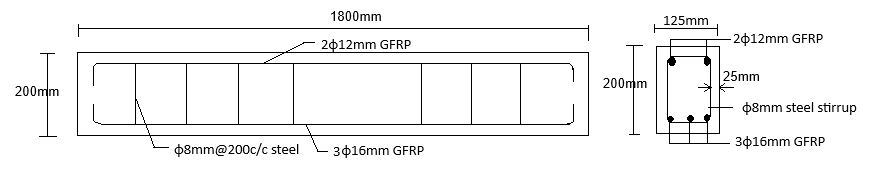 1800mm
2ϕ12mm GFRP
200mm
ϕ8mm@200c/c steel
3ϕ16mm GFRP
125mm
2ϕ12mm GFRP
200mm
25mm
ϕ8mm steel stirrup
3ϕ16mm GFRP